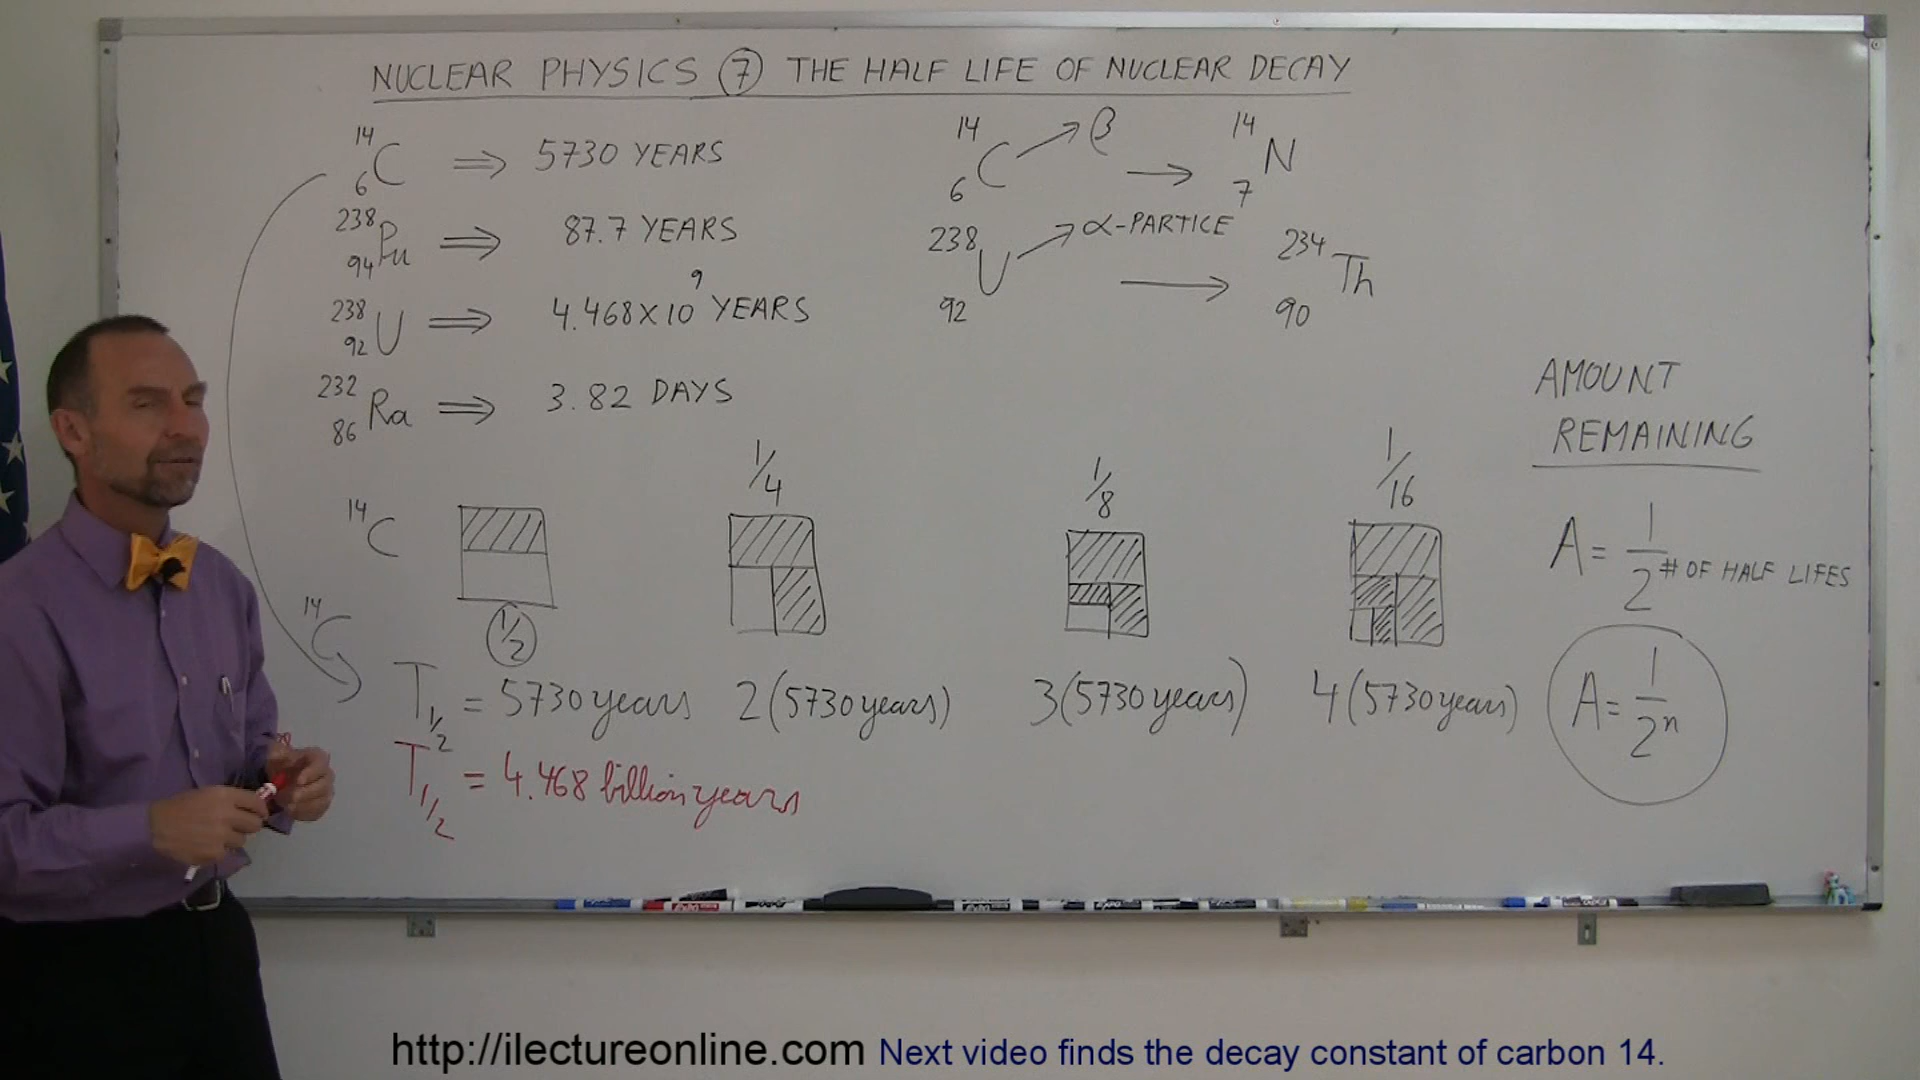 NUCLEAR PHYSICS 7 THE HALF LIFE OF NUCLEAR DECAY
14 6 C ⇒ 5730 YEARS
238 94 Pu ⇒ 87.7 YEARS
238 92 U ⇒ 4.468X10^9 YEARS
232 86 Ra ⇒ 3.82 DAYS
14 6 C ↗ β → 14 7 N
238 92 U ↗ α-PARTICE → 234 90 Th
AMOUNT
REMAINING
A = 1/2^# OF HALF LIFES
A = 1/2^n
1/4 1/8 1/16
14 C
1/2
14 C
T1/2 = 5730 years 2(5730 years) 3(5730 years) 4(5730 years)
T1/2 = 4.468 billion years
http://ilectureonline.com Next video finds the decay constant of carbon 14.